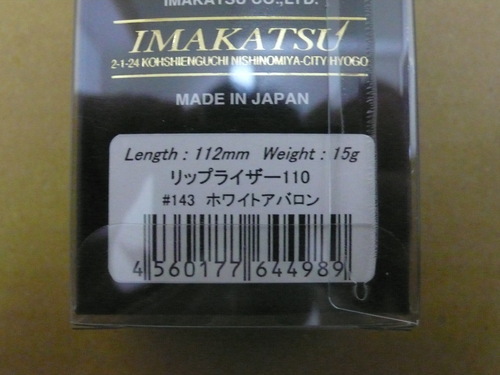 IMAKATSU CO.,LTD.
IMAKATSU
2-1-24 KOHSHIENGUCHI NISHINOMIYA-CITY HYOGO
MADE IN JAPAN
Length : 112mm Weight : 15g
リップライザー110
#143 ホワイトアバロン
4 560177 644989